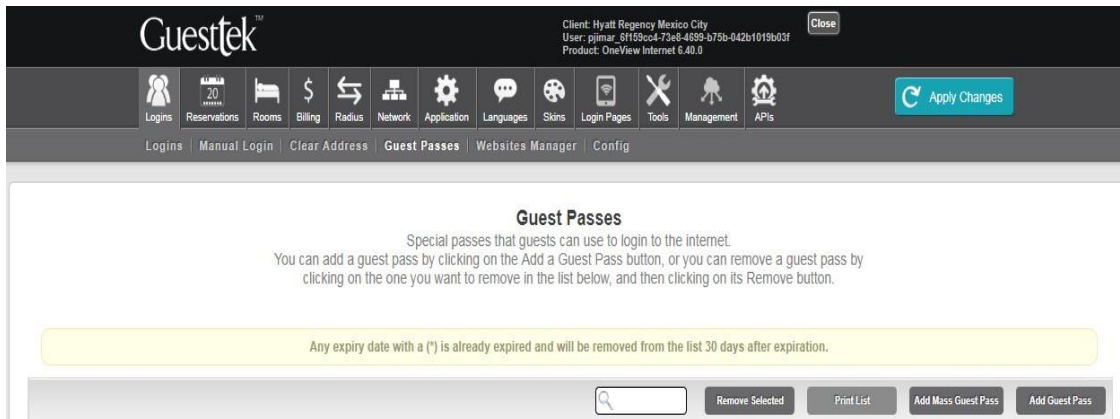 Guesttek™
Client: Hyatt Regency Mexico City
User: pjimar_6f159cc4-73e8-4699-b75b-042b1019b03f
Product: OneView Internet 6.40.0
Close
20
Logins Reservations Rooms Billing Radius Network Application Languages Skins Login Pages Tools Management APIs
Apply Changes
Logins | Manual Login | Clear Address | Guest Passes | Websites Manager | Config
Guest Passes
Special passes that guests can use to login to the internet.
You can add a guest pass by clicking on the Add a Guest Pass button, or you can remove a guest pass by
clicking on the one you want to remove in the list below, and then clicking on its Remove button.
Any expiry date with a (*) is already expired and will be removed from the list 30 days after expiration.
Remove Selected Print List Add Mass Guest Pass Add Guest Pass